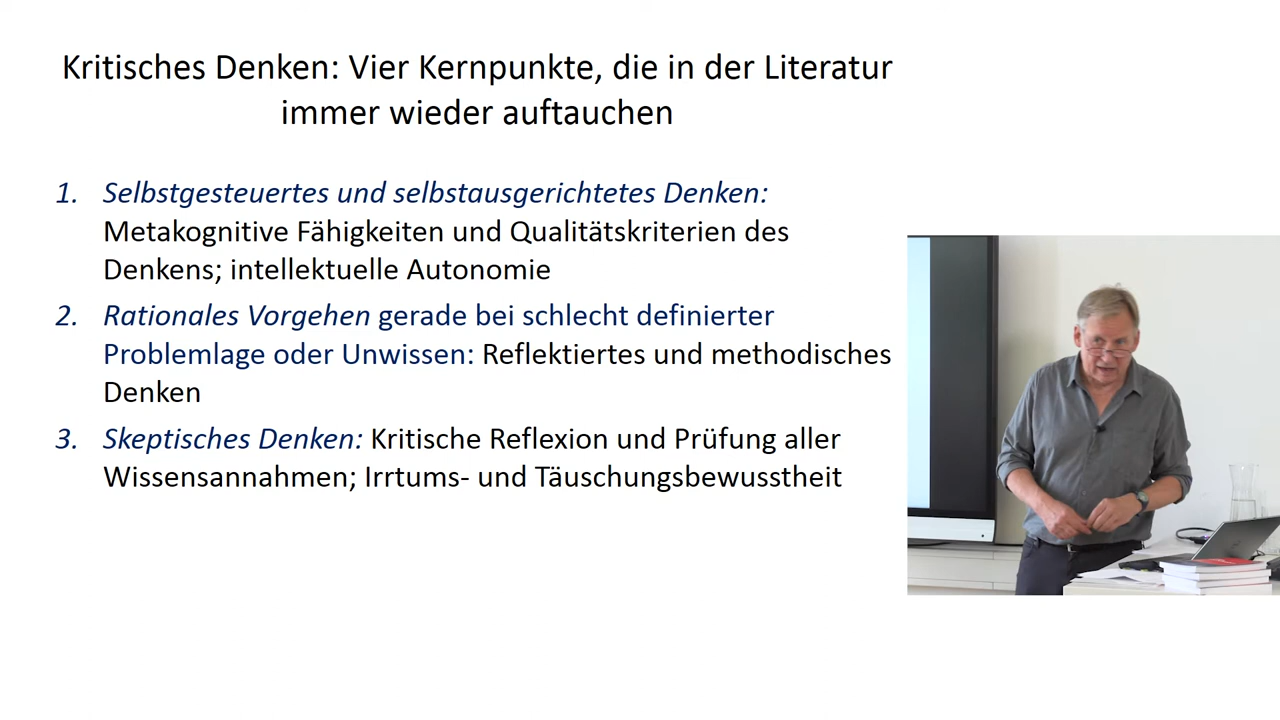 Kritisches Denken: Vier Kernpunkte, die in der Literatur
immer wieder auftauchen
1. Selbstgesteuertes und selbstausgerichtetes Denken:
Metakognitive Fähigkeiten und Qualitätskriterien des
Denkens; intellektuelle Autonomie
2. Rationales Vorgehen gerade bei schlecht definierter
Problemlage oder Unwissen: Reflektiertes und methodisches
Denken
3. Skeptisches Denken: Kritische Reflexion und Prüfung aller
Wissensannahmen; Irrtums- und Täuschungsbewusstheit